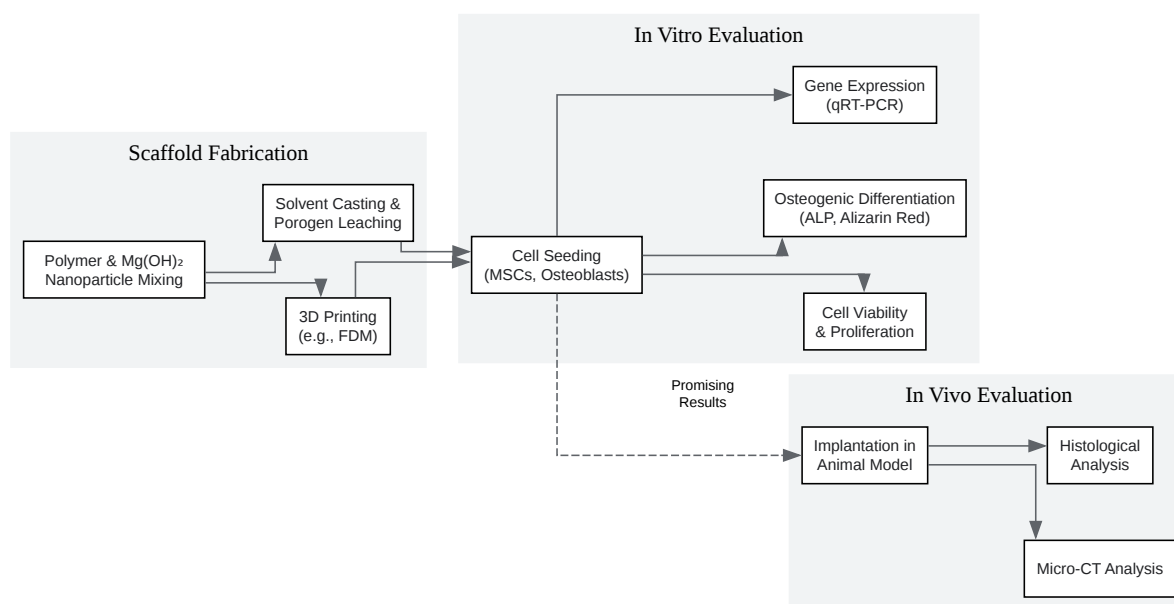 Scaffold Fabrication
Polymer & Mg(OH)₂
Nanoparticle Mixing
Solvent Casting &
Porogen Leaching
3D Printing
(e.g., FDM)
In Vitro Evaluation
Cell Seeding
(MSCs, Osteoblasts)
Gene Expression
(qRT-PCR)
Osteogenic Differentiation
(ALP, Alizarin Red)
Cell Viability
& Proliferation
Promising
Results
In Vivo Evaluation
Implantation in
Animal Model
Histological
Analysis
Micro-CT Analysis